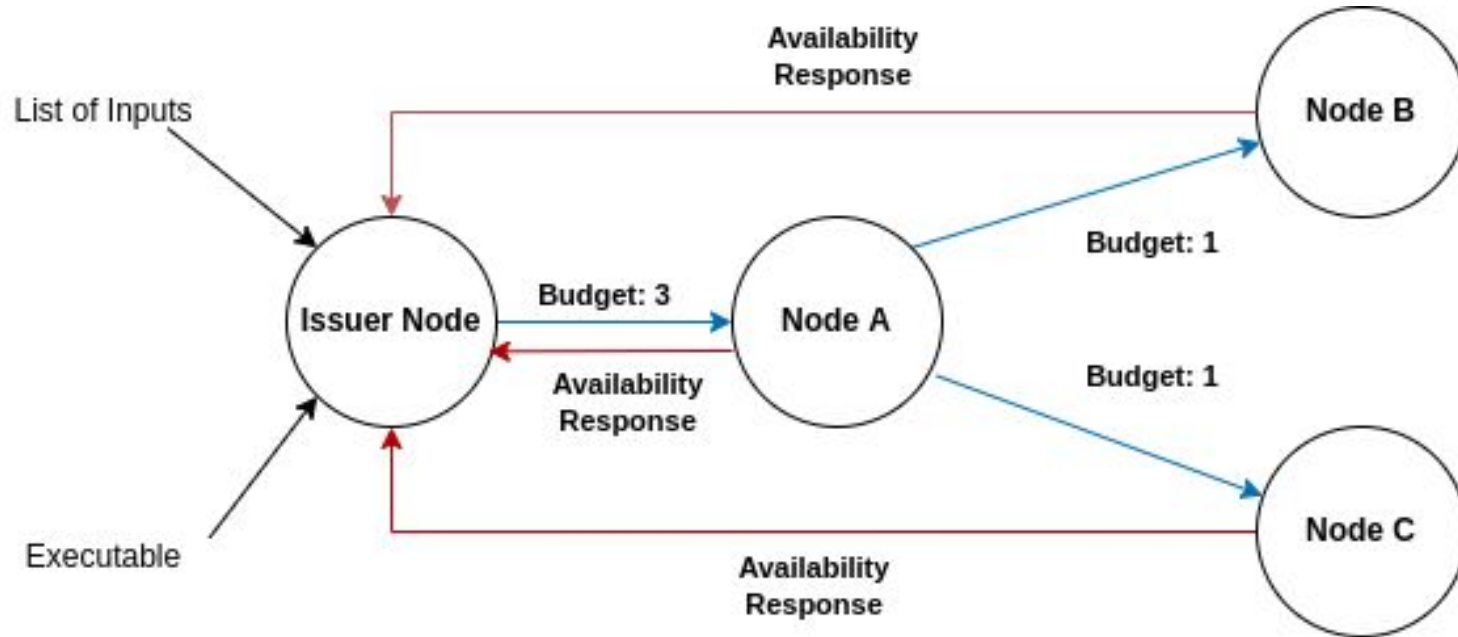 Availability
Response
List of Inputs
Node B
Budget: 1
Budget: 3
Issuer Node
Node A
Availability
Response
Budget: 1
Executable
Node C
Availability
Response